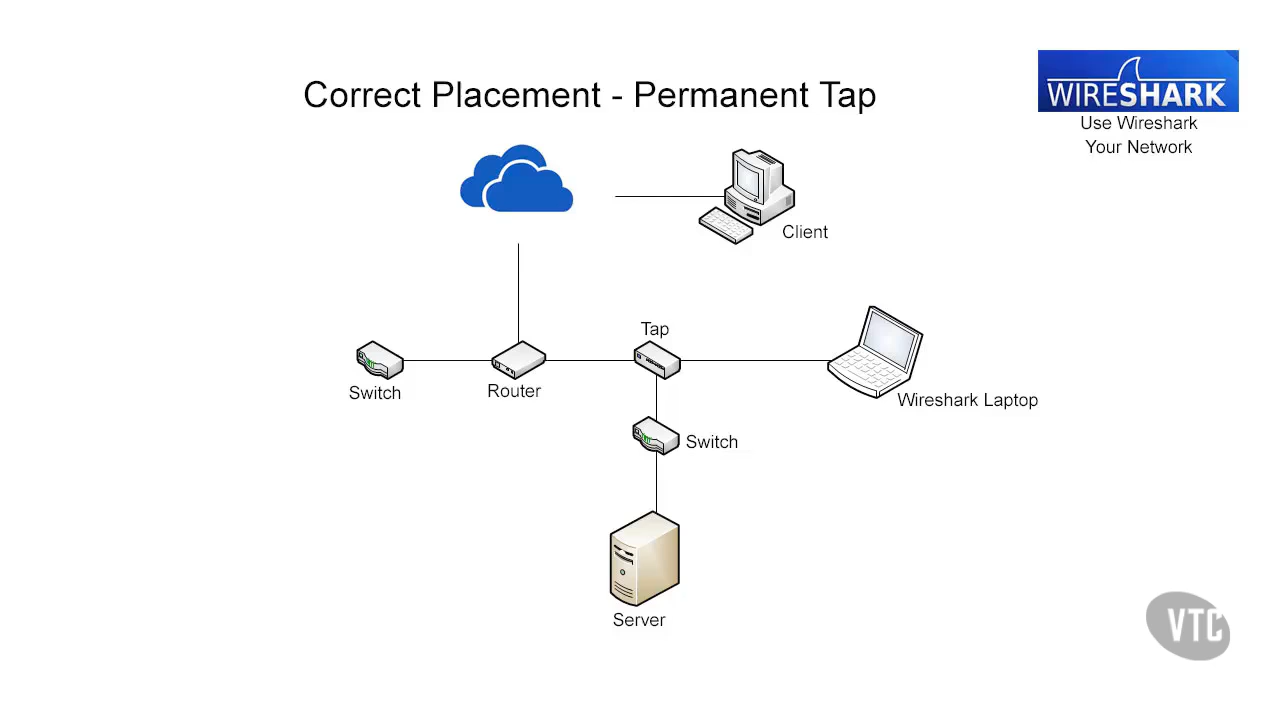 Correct Placement - Permanent Tap
WIRESHARK
Use Wireshark
Your Network
Client
Tap
Switch
Router
Wireshark Laptop
Switch
Server
VTC